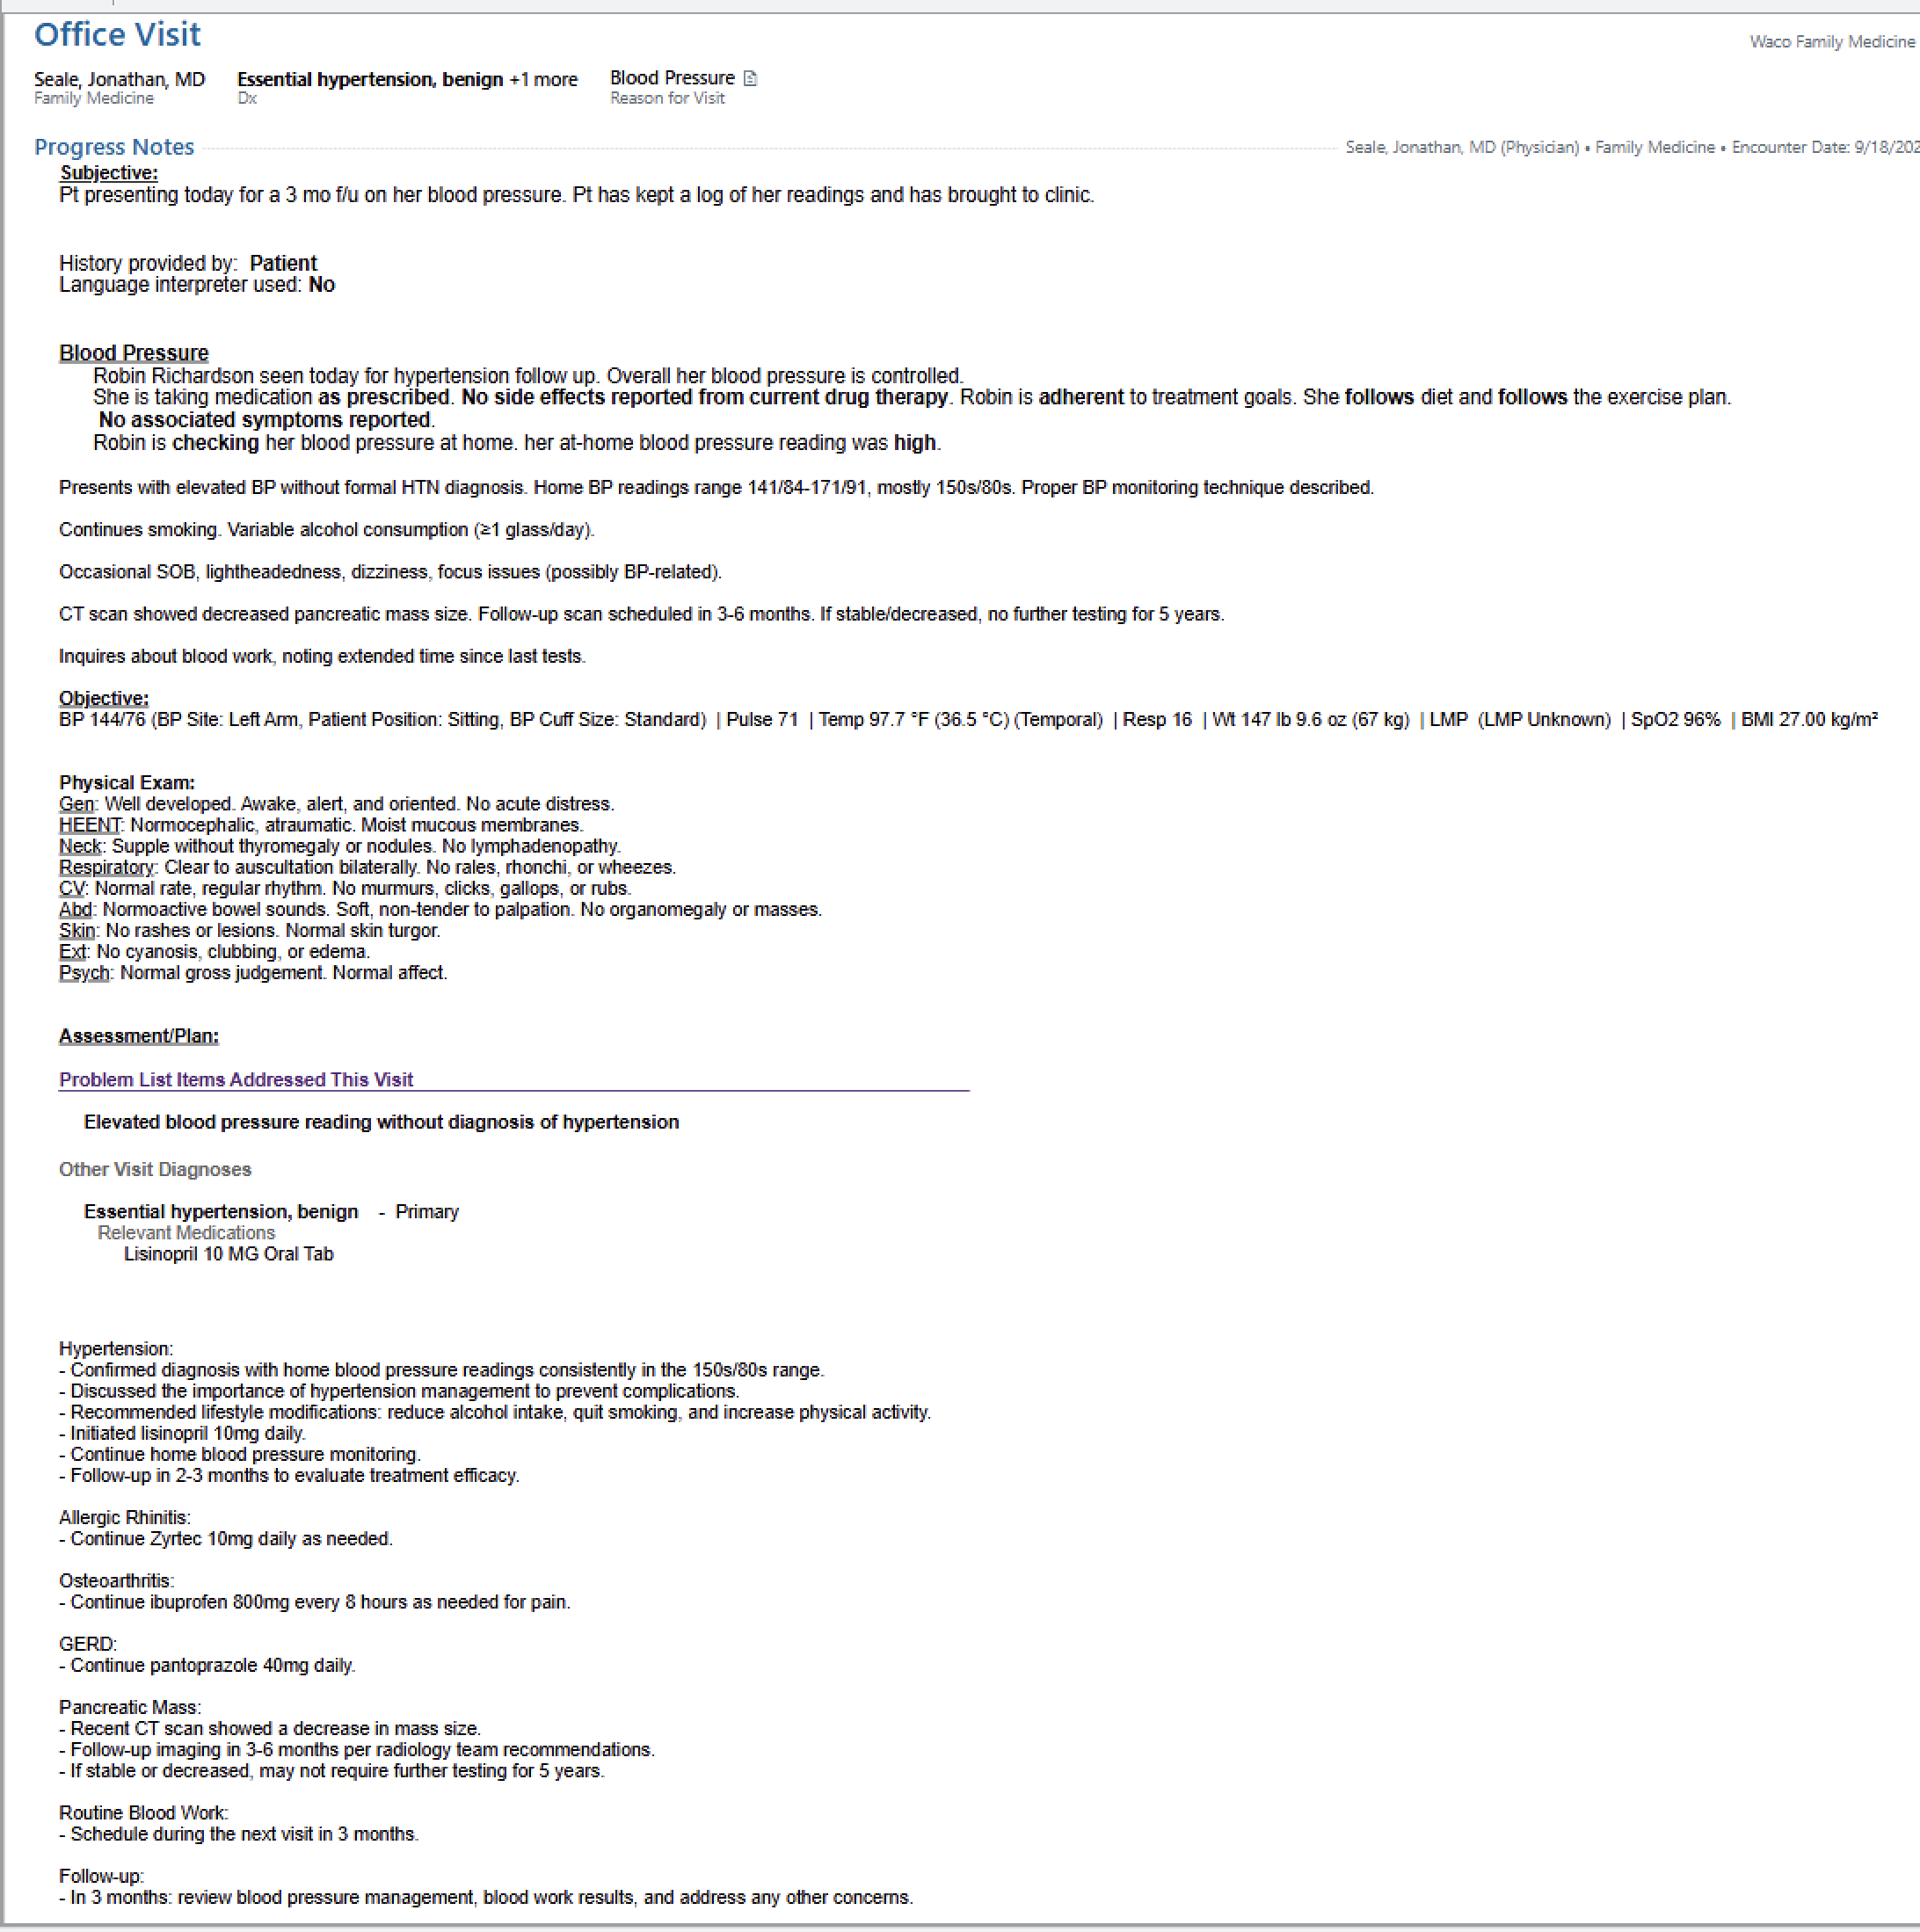 Office Visit
Waco Family Medicine
Seale, Jonathan, MD
Family Medicine
Essential hypertension, benign +1 more
Dx
Blood Pressure
Reason for Visit
Progress Notes
Seale, Jonathan, MD (Physician) • Family Medicine • Encounter Date: 9/18/202
Subjective:
Pt presenting today for a 3 mo f/u on her blood pressure. Pt has kept a log of her readings and has brought to clinic.
History provided by: Patient
Language interpreter used: No
Blood Pressure
Robin Richardson seen today for hypertension follow up. Overall her blood pressure is controlled.
She is taking medication as prescribed. No side effects reported from current drug therapy. Robin is adherent to treatment goals. She follows diet and follows the exercise plan.
No associated symptoms reported.
Robin is checking her blood pressure at home. her at-home blood pressure reading was high.
Presents with elevated BP without formal HTN diagnosis. Home BP readings range 141/84-171/91, mostly 150s/80s. Proper BP monitoring technique described.
Continues smoking. Variable alcohol consumption (≥1 glass/day).
Occasional SOB, lightheadedness, dizziness, focus issues (possibly BP-related).
CT scan showed decreased pancreatic mass size. Follow-up scan scheduled in 3-6 months. If stable/decreased, no further testing for 5 years.
Inquires about blood work, noting extended time since last tests.
Objective:
BP 144/76 (BP Site: Left Arm, Patient Position: Sitting, BP Cuff Size: Standard) | Pulse 71 | Temp 97.7 °F (36.5 °C) (Temporal) | Resp 16 | Wt 147 lb 9.6 oz (67 kg) | LMP (LMP Unknown) | SpO2 96% | BMI 27.00 kg/m²
Physical Exam:
Gen: Well developed. Awake, alert, and oriented. No acute distress.
HEENT: Normocephalic, atraumatic. Moist mucous membranes.
Neck: Supple without thyromegaly or nodules. No lymphadenopathy.
Respiratory: Clear to auscultation bilaterally. No rales, rhonchi, or wheezes.
CV: Normal rate, regular rhythm. No murmurs, clicks, gallops, or rubs.
Abd: Normoactive bowel sounds. Soft, non-tender to palpation. No organomegaly or masses.
Skin: No rashes or lesions. Normal skin turgor.
Ext: No cyanosis, clubbing, or edema.
Psych: Normal gross judgement. Normal affect.
Assessment/Plan:
Problem List Items Addressed This Visit
Elevated blood pressure reading without diagnosis of hypertension
Other Visit Diagnoses
Essential hypertension, benign - Primary
Relevant Medications
Lisinopril 10 MG Oral Tab
Hypertension:
- Confirmed diagnosis with home blood pressure readings consistently in the 150s/80s range.
- Discussed the importance of hypertension management to prevent complications.
- Recommended lifestyle modifications: reduce alcohol intake, quit smoking, and increase physical activity.
- Initiated lisinopril 10mg daily.
- Continue home blood pressure monitoring.
- Follow-up in 2-3 months to evaluate treatment efficacy.
Allergic Rhinitis:
- Continue Zyrtec 10mg daily as needed.
Osteoarthritis:
- Continue ibuprofen 800mg every 8 hours as needed for pain.
GERD:
- Continue pantoprazole 40mg daily.
Pancreatic Mass:
- Recent CT scan showed a decrease in mass size.
- Follow-up imaging in 3-6 months per radiology team recommendations.
- If stable or decreased, may not require further testing for 5 years.
Routine Blood Work:
- Schedule during the next visit in 3 months.
Follow-up:
- In 3 months: review blood pressure management, blood work results, and address any other concerns.